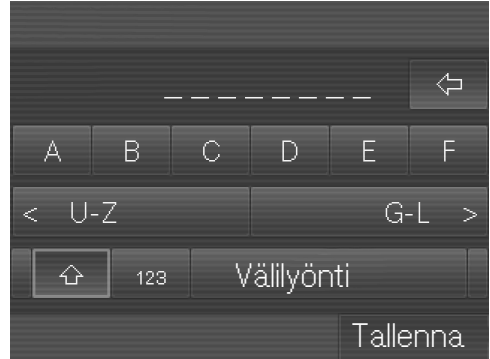 _ _ _ _ _ _ _ _
A B C D E F
< U-Z G-L >
123 Välilyönti
Tallenna